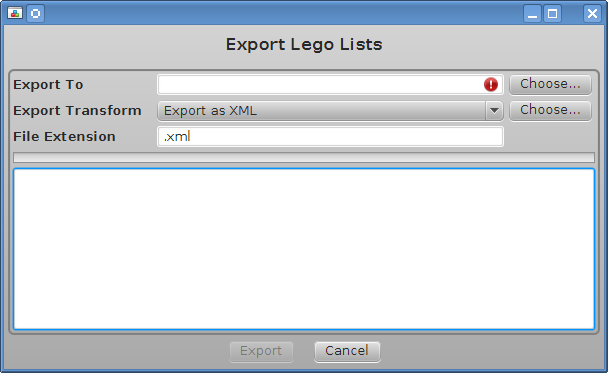 Export Lego Lists
Export To Choose...
Export Transform Export as XML Choose...
File Extension .xml
Export Cancel